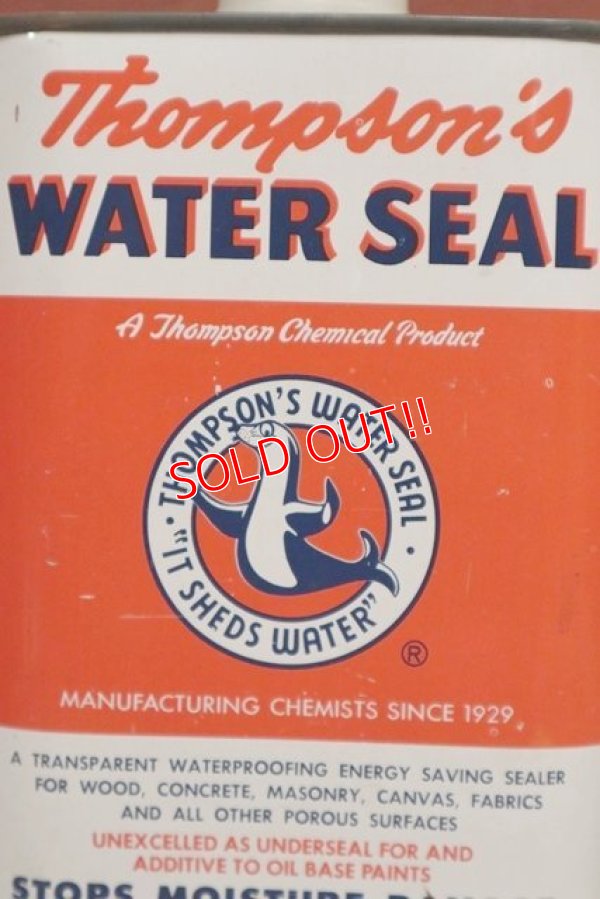 Thompson's
WATER SEAL
A Thompson Chemical Product
THOMPSON'S WATER SEAL
"IT SHEDS WATER"
SOLD OUT!!
®
MANUFACTURING CHEMISTS SINCE 1929
A TRANSPARENT WATERPROOFING ENERGY SAVING SEALER
FOR WOOD, CONCRETE, MASONRY, CANVAS, FABRICS
AND ALL OTHER POROUS SURFACES
UNEXCELLED AS UNDERSEAL FOR AND
ADDITIVE TO OIL BASE PAINTS
STOPS MOISTURE